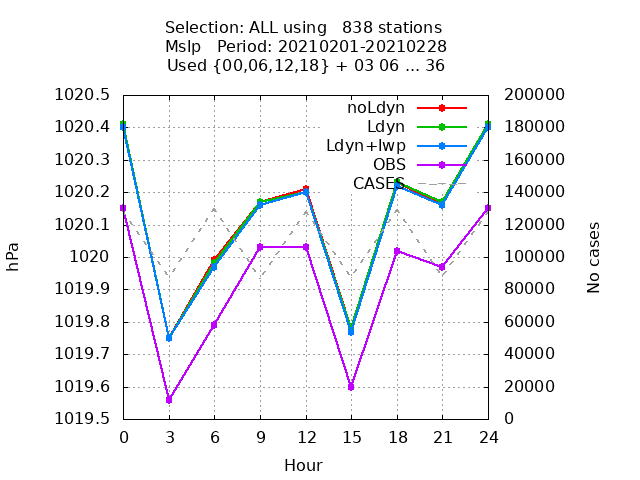 Selection: ALL using   838 stations
Mslp   Period: 20210201-20210228
Used {00,06,12,18} + 03 06 ... 36
1020.5
1020.4
1020.3
1020.2
1020.1
1020
1019.9
1019.8
1019.7
1019.6
1019.5
hPa
noLdyn
Ldyn
Ldyn+lwp
OBS
CASES
200000
180000
160000
140000
120000
100000
80000
60000
40000
20000
0
No cases
0 3 6 9 12 15 18 21 24
Hour